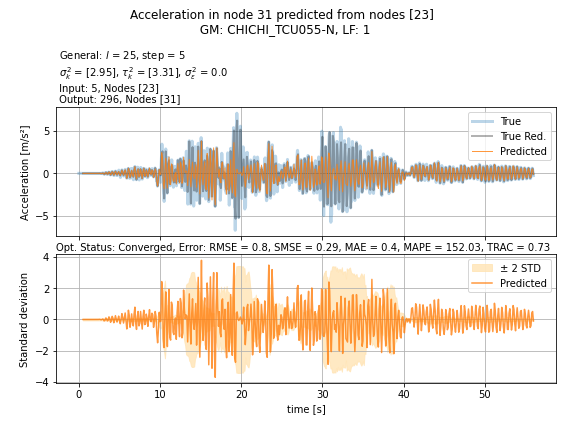 Acceleration in node 31 predicted from nodes [23]
GM: CHICHI_TCU055-N, LF: 1
General: l = 25, step = 5
σ²ₖ = [2.95], τ²ₖ = [3.31], σ²ε = 0.0
Input: 5, Nodes [23]
Output: 296, Nodes [31]
Acceleration [m/s²]
5
0
−5
True
True Red.
Predicted
Opt. Status: Converged, Error: RMSE = 0.8, SMSE = 0.29, MAE = 0.4, MAPE = 152.03, TRAC = 0.73
Standard deviation
4
2
0
−2
−4
± 2 STD
Predicted
0 10 20 30 40 50
time [s]